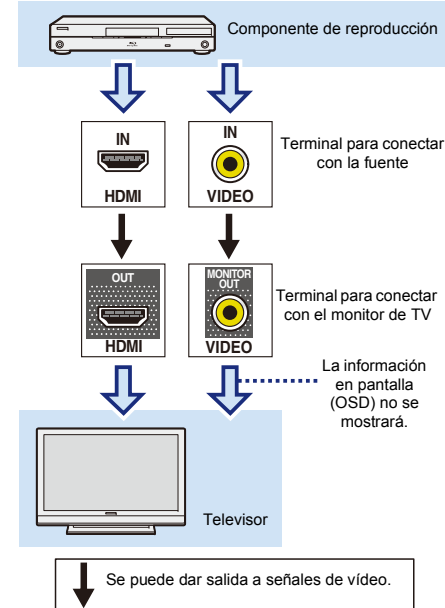 Componente de reproducción
IN
HDMI
IN
VIDEO
Terminal para conectar
con la fuente
OUT
HDMI
MONITOR
OUT
VIDEO
Terminal para conectar
con el monitor de TV
La información
en pantalla
(OSD) no se
mostrará.
Televisor
Se puede dar salida a señales de vídeo.